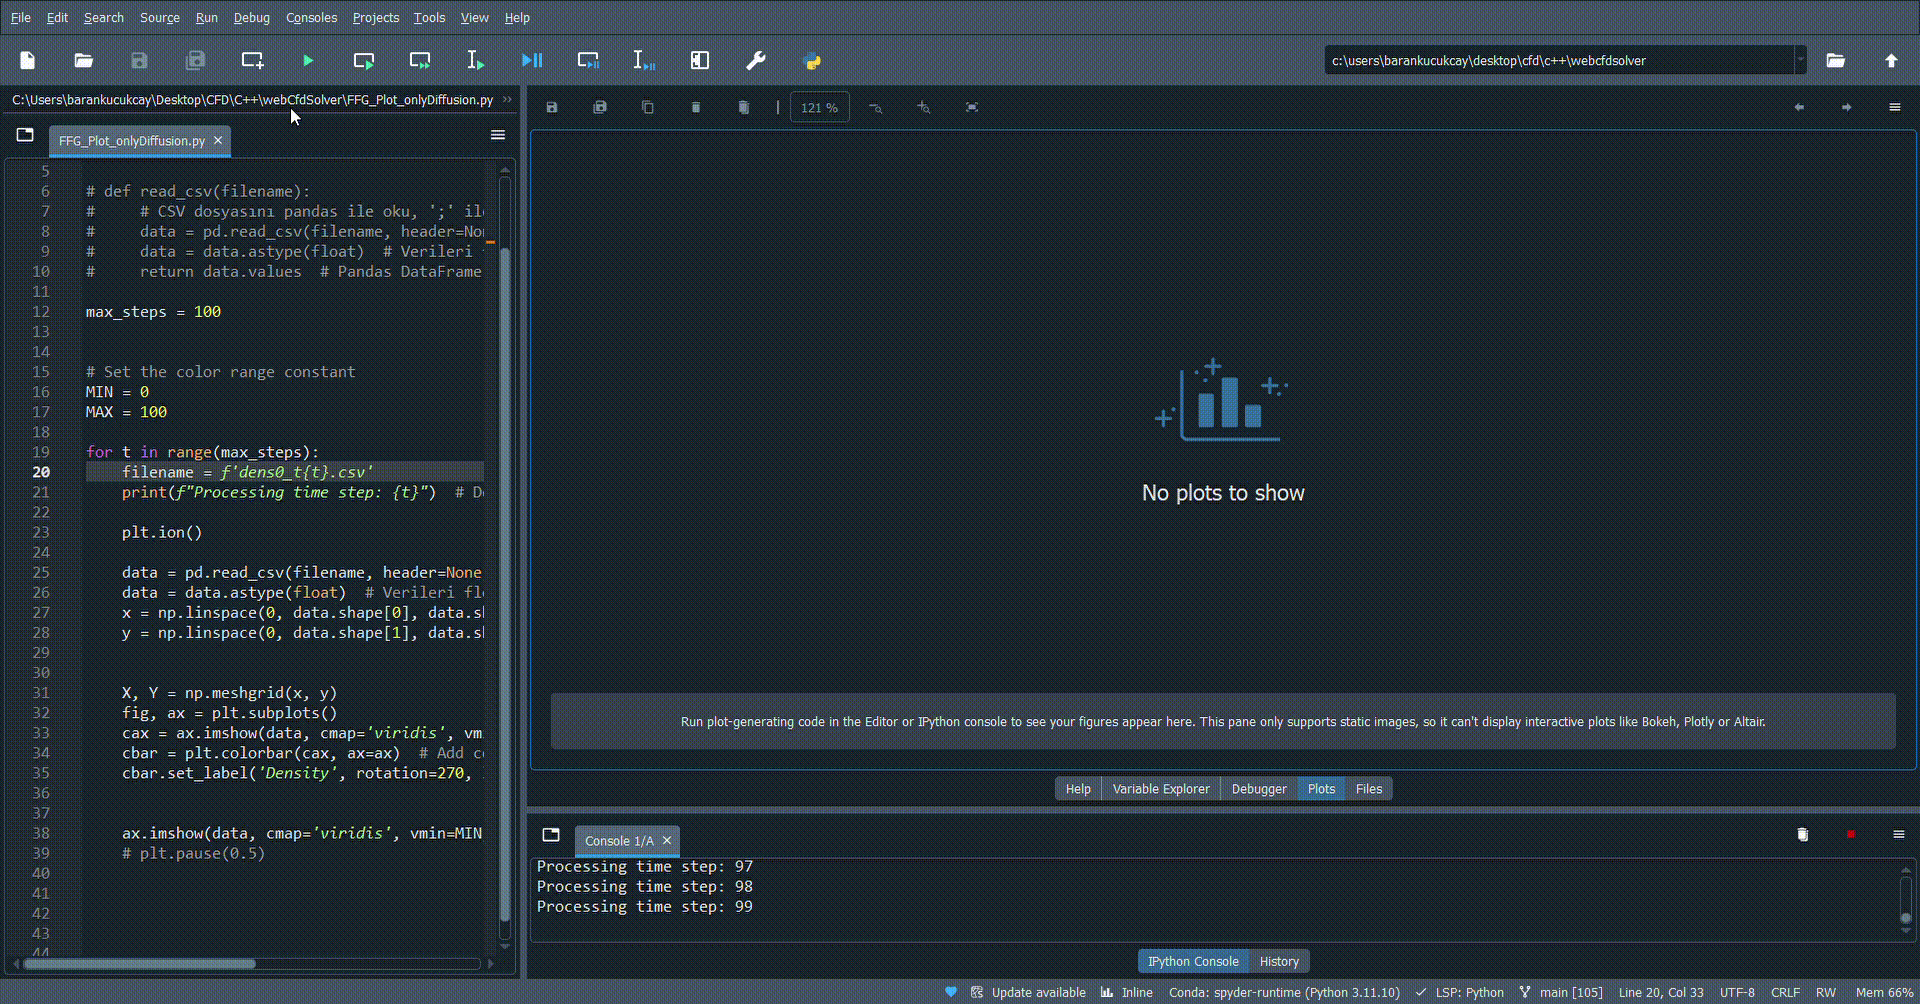 File Edit Search Source Run Debug Consoles Projects Tools View Help
c:\users\barankucukcay\desktop\cfd\c++\webcfdsolver
C:\Users\barankucukcay\Desktop\CFD\C++\webCfdSolver\FFG_Plot_onlyDiffusion.py
121 %
FFG_Plot_onlyDiffusion.py
5
6 # def read_csv(filename):
7 #     # CSV dosyasını pandas ile oku, ';' il
8 #     data = pd.read_csv(filename, header=No
9 #     data = data.astype(float)  # Verileri
10 #     return data.values  # Pandas DataFrame
11
12 max_steps = 100
13
14
15 # Set the color range constant
16 MIN = 0
17 MAX = 100
18
19 for t in range(max_steps):
20     filename = f'dens0_t{t}.csv'
21     print(f"Processing time step: {t}")  # D
22
23     plt.ion()
24
25     data = pd.read_csv(filename, header=None
26     data = data.astype(float)  # Verileri fl
27     x = np.linspace(0, data.shape[0], data.s
28     y = np.linspace(0, data.shape[1], data.s
29
30
31     X, Y = np.meshgrid(x, y)
32     fig, ax = plt.subplots()
33     cax = ax.imshow(data, cmap='viridis', vm
34     cbar = plt.colorbar(cax, ax=ax)  # Add c
35     cbar.set_label('Density', rotation=270,
36
37
38     ax.imshow(data, cmap='viridis', vmin=MIN
39     # plt.pause(0.5)
40
41
42
43
44
No plots to show
Run plot-generating code in the Editor or IPython console to see your figures appear here. This pane only supports static images, so it can't display interactive plots like Bokeh, Plotly or Altair.
Help Variable Explorer Debugger Plots Files
Console 1/A
Processing time step: 97
Processing time step: 98
Processing time step: 99
IPython Console History
Update available Inline Conda: spyder-runtime (Python 3.11.10) LSP: Python main [105] Line 20, Col 33 UTF-8 CRLF RW Mem 66%